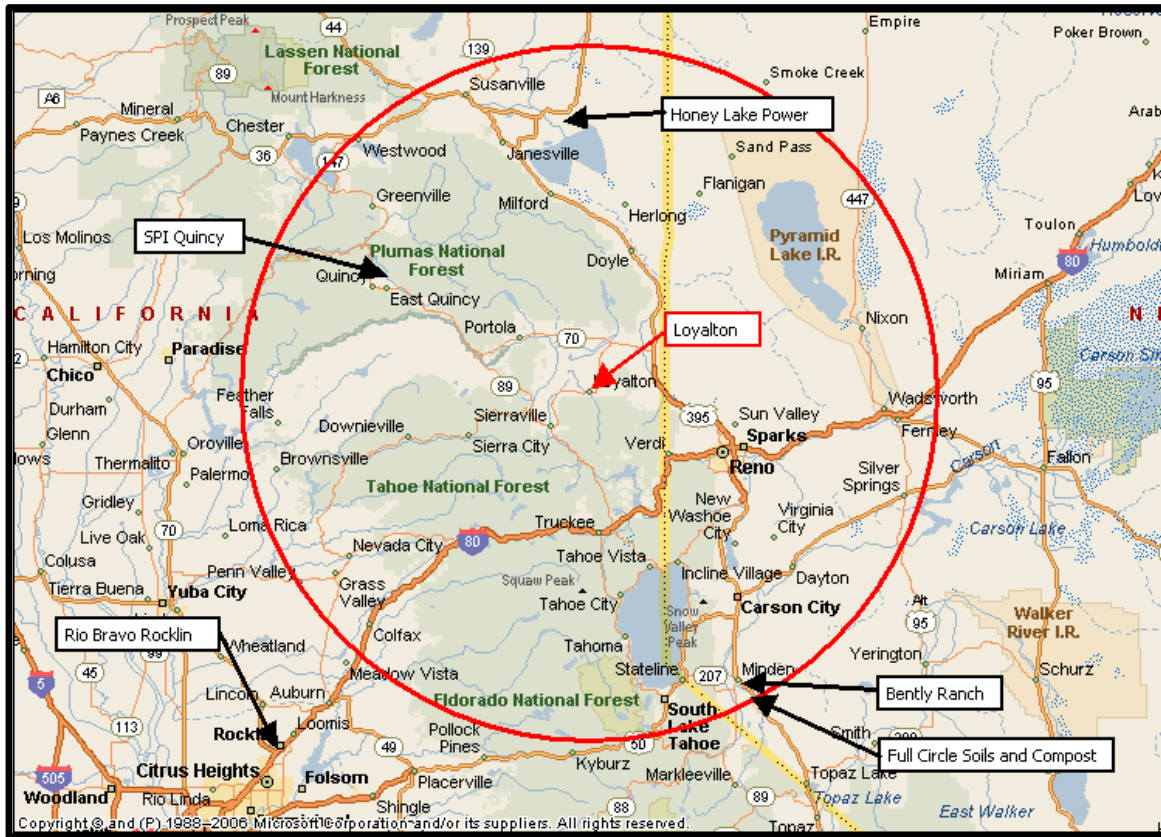 Prospect Peak
44
Empire
Poker Brown
Lassen National
Forest
139
89
Susanville
Smoke Creek
A6
Mineral
Mount Harkness
Honey Lake Power
Paynes Creek
Chester
36
147
Westwood
Janesville
Sand Pass
Greenville
Milford
Flanigan
447
Herlong
Los Molinos
SPI Quincy
Plumas National
Forest
Pyramid
Lake I.R.
Toulon
80
Doyle
Miriam
Quincy
East Quincy
CALIFORNIA
Portola
70
Loyalton
Nixon
Hamilton City
Paradise
Chico
89
Loyalton
95
Durham
Feather
Falls
Sierraville
395
Sun Valley
Wadsworth
Glenn
Downieville
Sierra City
Verdi
Sparks
Fernley
Oroville
Thermalito
Brownsville
Reno
Carson
Fallon
Palermo
Tahoe National Forest
Silver
Springs
Gridley
New
Washoe
City
Virginia
City
70
Loma Rica
Truckee
Carson Lake
Live Oak
80
Nevada City
Colusa
Tahoe Vista
Penn Valley
Incline Village
Dayton
Tierra Buena
Yuba City
Grass
Valley
Squaw Peak
Tahoe City
Carson City
Alt
95
Walker
River I.R.
Snow
Valley
Peak
Rio Bravo Rocklin
99
Colfax
Wheatland
Tahoma
Yerington
45
Meadow Vista
Stateline
207
Minden
Schurz
5
Lincoln
Auburn
Eldorado National Forest
Bently Ranch
113
Loomis
South
Lake
Tahoe
Pollock
Pines
Smith
49
50
Full Circle Soils and Compost
Kyburz
505
Citrus Heights
Folsom
Placerville
Markleeville
Topaz Lake
Woodland
Rio Linda
Shingle
88
89
Topaz Lake
Topaz
East Walker
Copyright © and (P) 1988–2006 Microsoft Corporation and/or its suppliers. All rights reserved.